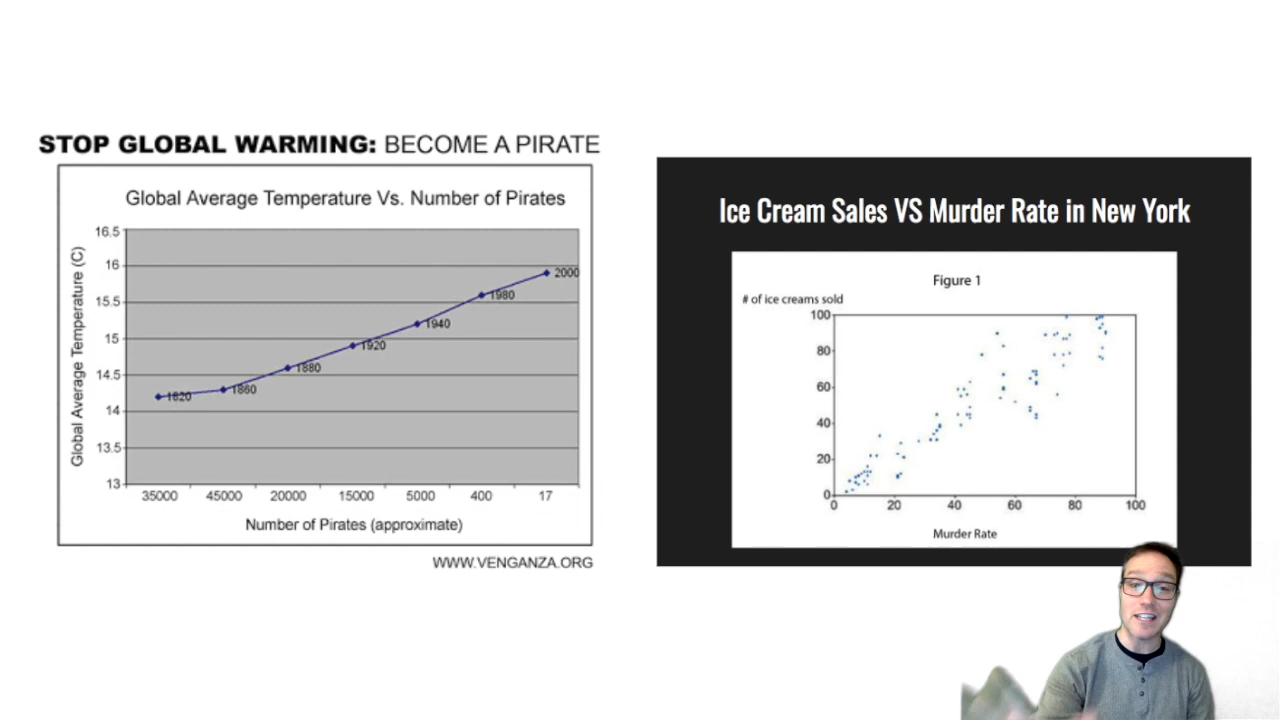 STOP GLOBAL WARMING: BECOME A PIRATE
Global Average Temperature Vs. Number of Pirates
Global Average Temperature (C)
16.5
16
15.5
15
14.5
14
13.5
13
1820
1860
1880
1920
1940
1980
2000
35000 45000 20000 15000 5000 400 17
Number of Pirates (approximate)
WWW.VENGANZA.ORG
Ice Cream Sales VS Murder Rate in New York
Figure 1
# of ice creams sold
100
80
60
40
20
0
0 20 40 60 80 100
Murder Rate